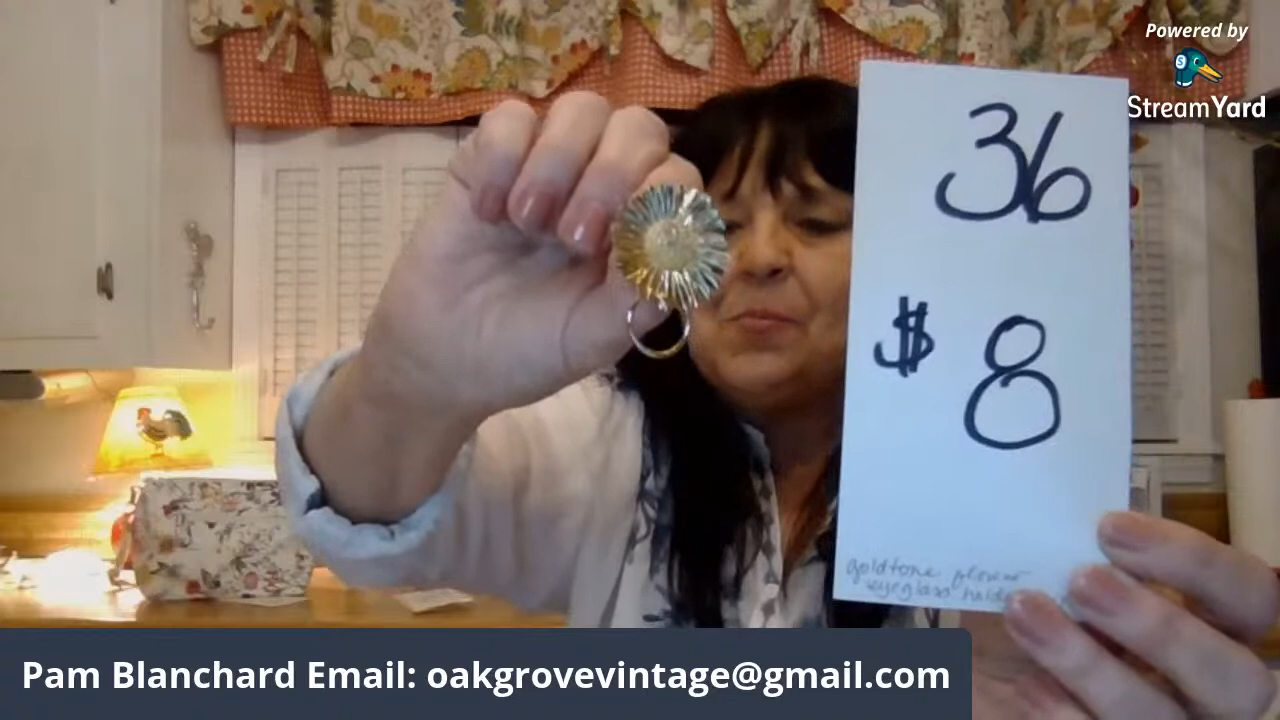 Powered by
StreamYard
36
$ 8
goldtone flower
eyeglass holder
Pam Blanchard Email: oakgrovevintage@gmail.com